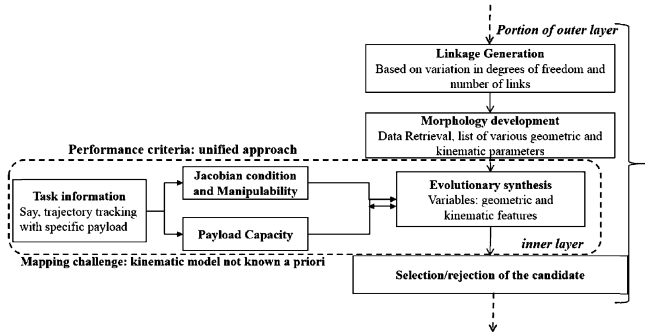 Portion of outer layer
Linkage Generation
Based on variation in degrees of freedom and
number of links
Morphology development
Data Retrieval, list of various geometric and
kinematic parameters
Performance criteria: unified approach
Task information
Say, trajectory tracking
with specific payload
Jacobian condition
and Manipulability
Payload Capacity
Evolutionary synthesis
Variables: geometric and
kinematic features
inner layer
Mapping challenge: kinematic model not known a priori
Selection/rejection of the candidate